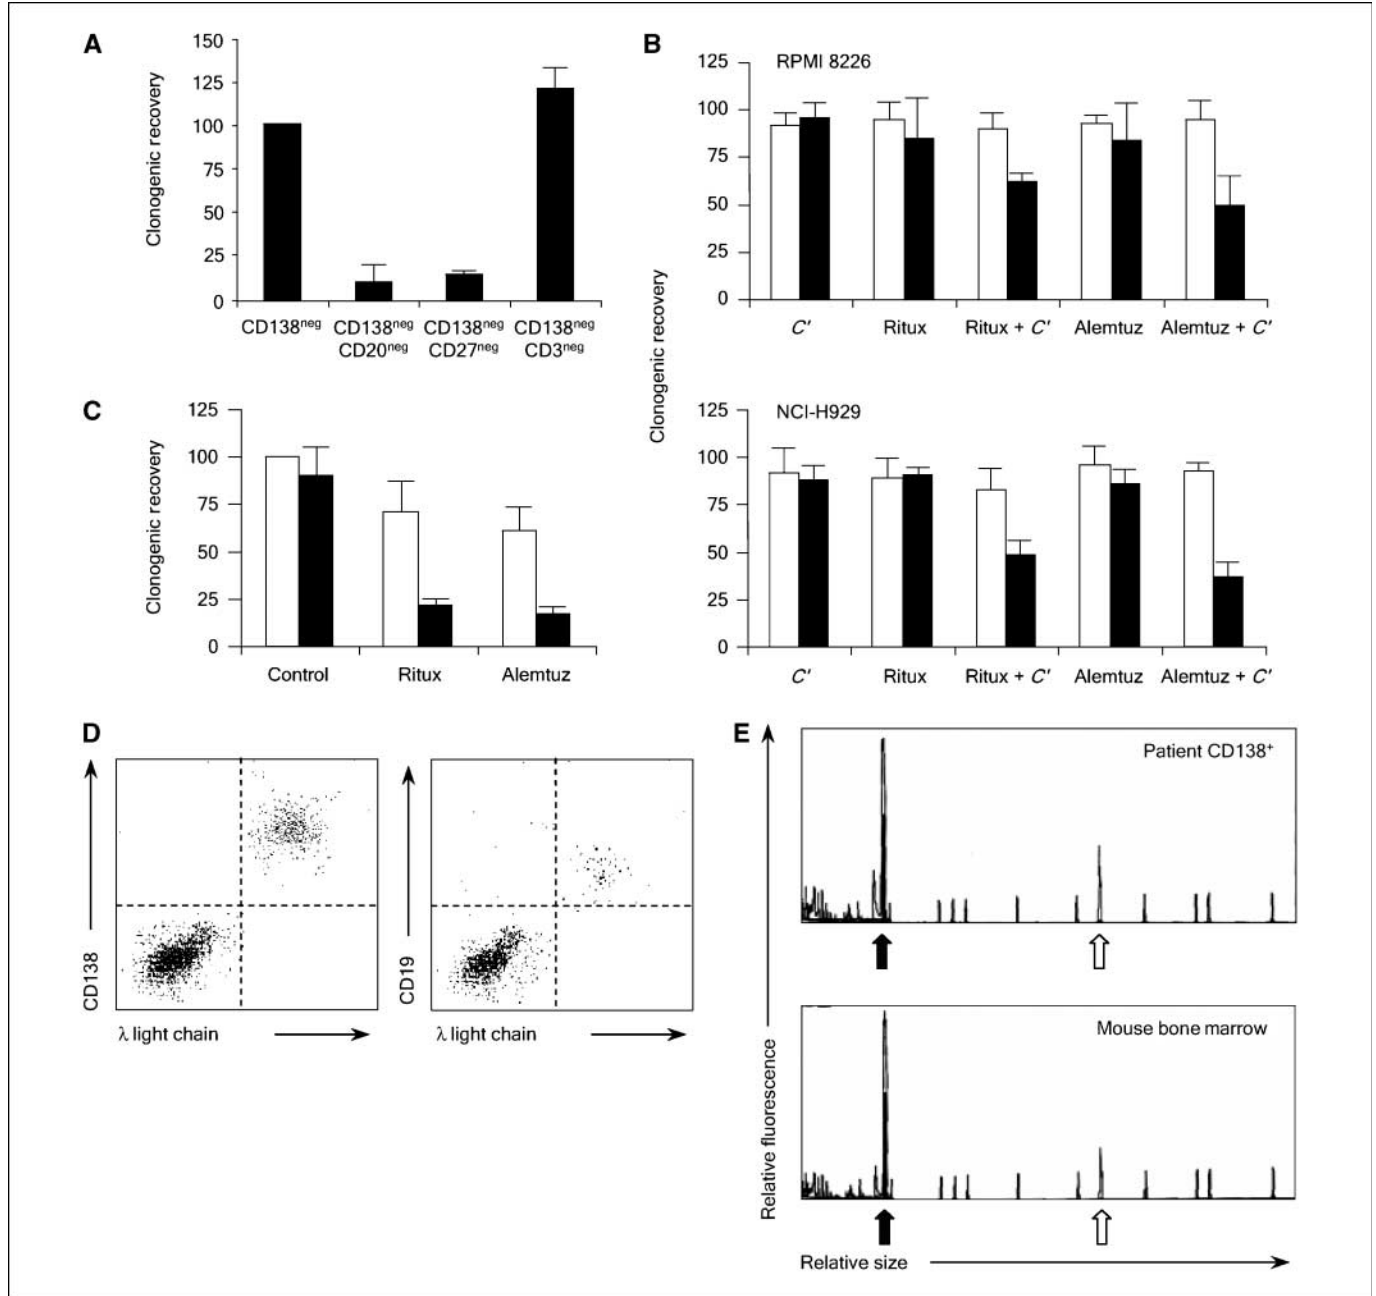 A
150
125
100
75
50
25
0
Clonogenic recovery
CD138neg
CD138neg
CD20neg
CD138neg
CD27neg
CD138neg
CD3neg
B
RPMI 8226
125
100
75
50
25
0
C'
Ritux
Ritux + C'
Alemtuz
Alemtuz + C'
Clonogenic recovery
NCI-H929
125
100
75
50
25
0
C'
Ritux
Ritux + C'
Alemtuz
Alemtuz + C'
C
125
100
75
50
25
0
Clonogenic recovery
Control
Ritux
Alemtuz
D
CD138
λ light chain
CD19
λ light chain
E
Patient CD138+
Mouse bone marrow
Relative fluorescence
Relative size